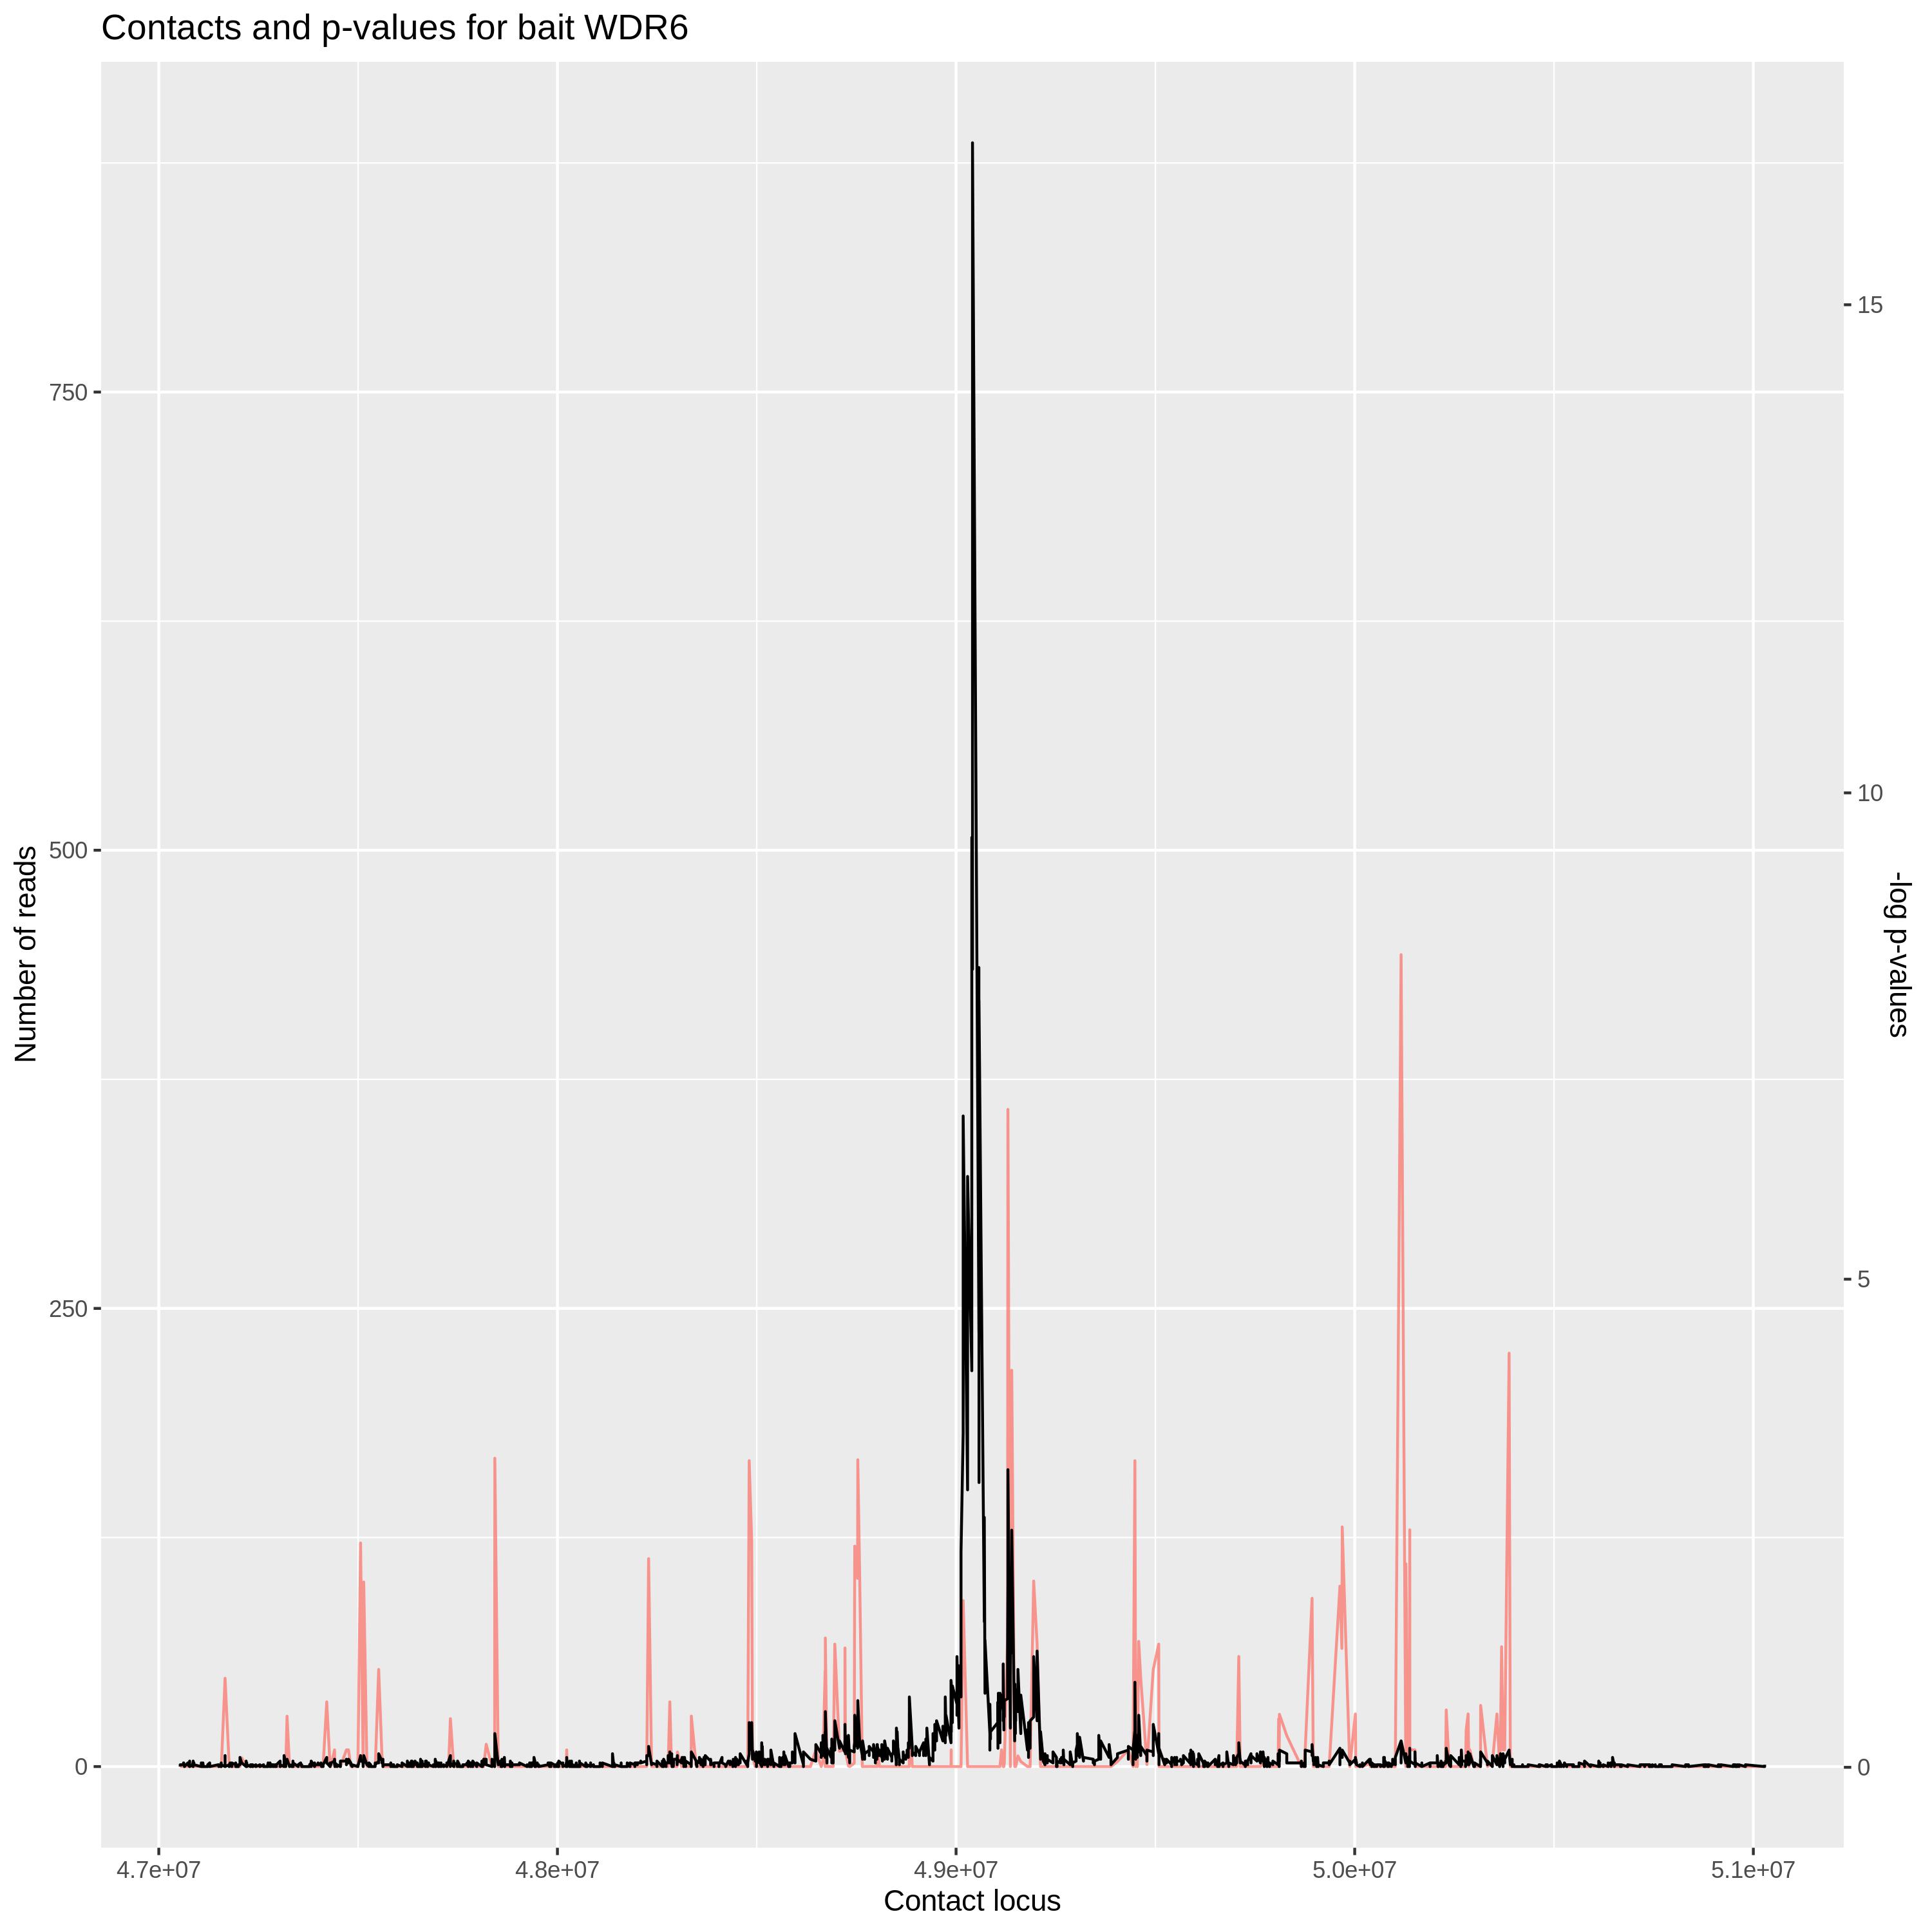 Contacts and p-values for bait WDR6
Number of reads
750
500
250
0
15
10
5
0
-log p-values
4.7e+07
4.8e+07
4.9e+07
5.0e+07
5.1e+07
Contact locus